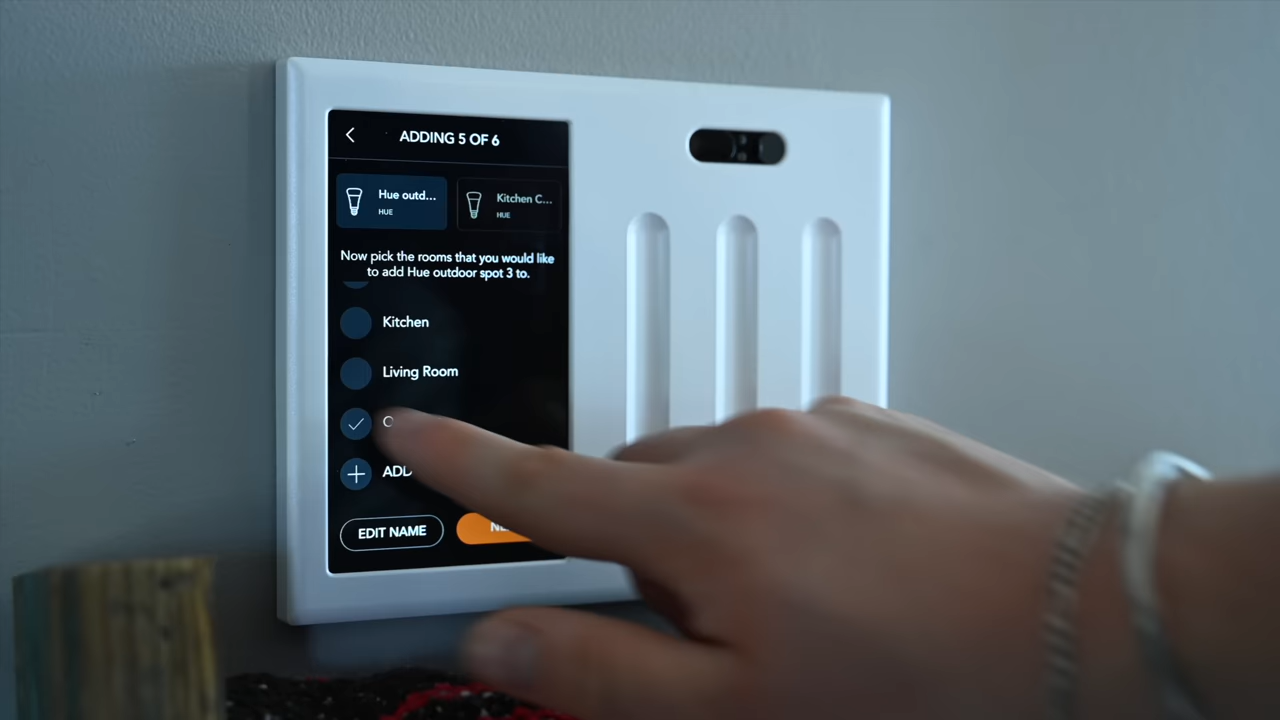 ADDING 5 OF 6
Hue outd...
HUE
Kitchen C...
HUE
Now pick the rooms that you would like
to add Hue outdoor spot 3 to.
Kitchen
Living Room
ADD
EDIT NAME